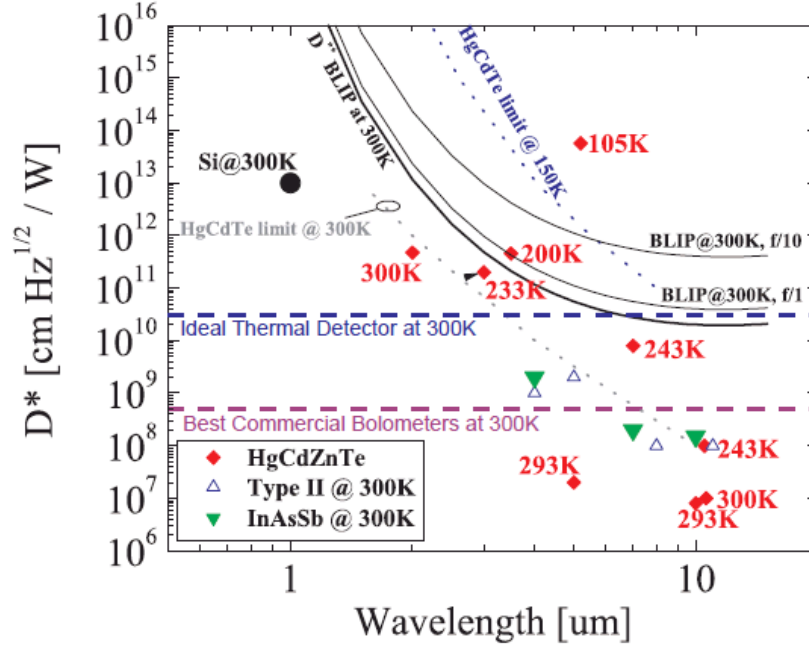 10^16
10^15
10^14
10^13
10^12
10^11
10^10
10^9
10^8
10^7
10^6
D* [cm Hz^1/2 / W]
D** BLIP at 300K
HgCdTe limit @ 150K
105K
Si@300K
HgCdTe limit @ 300K
BLIP@300K, f/10
300K
200K
233K
BLIP@300K, f/1
Ideal Thermal Detector at 300K
243K
Best Commercial Bolometers at 300K
HgCdZnTe
Type II @ 300K
InAsSb @ 300K
293K
243K
300K
293K
1
10
Wavelength [um]